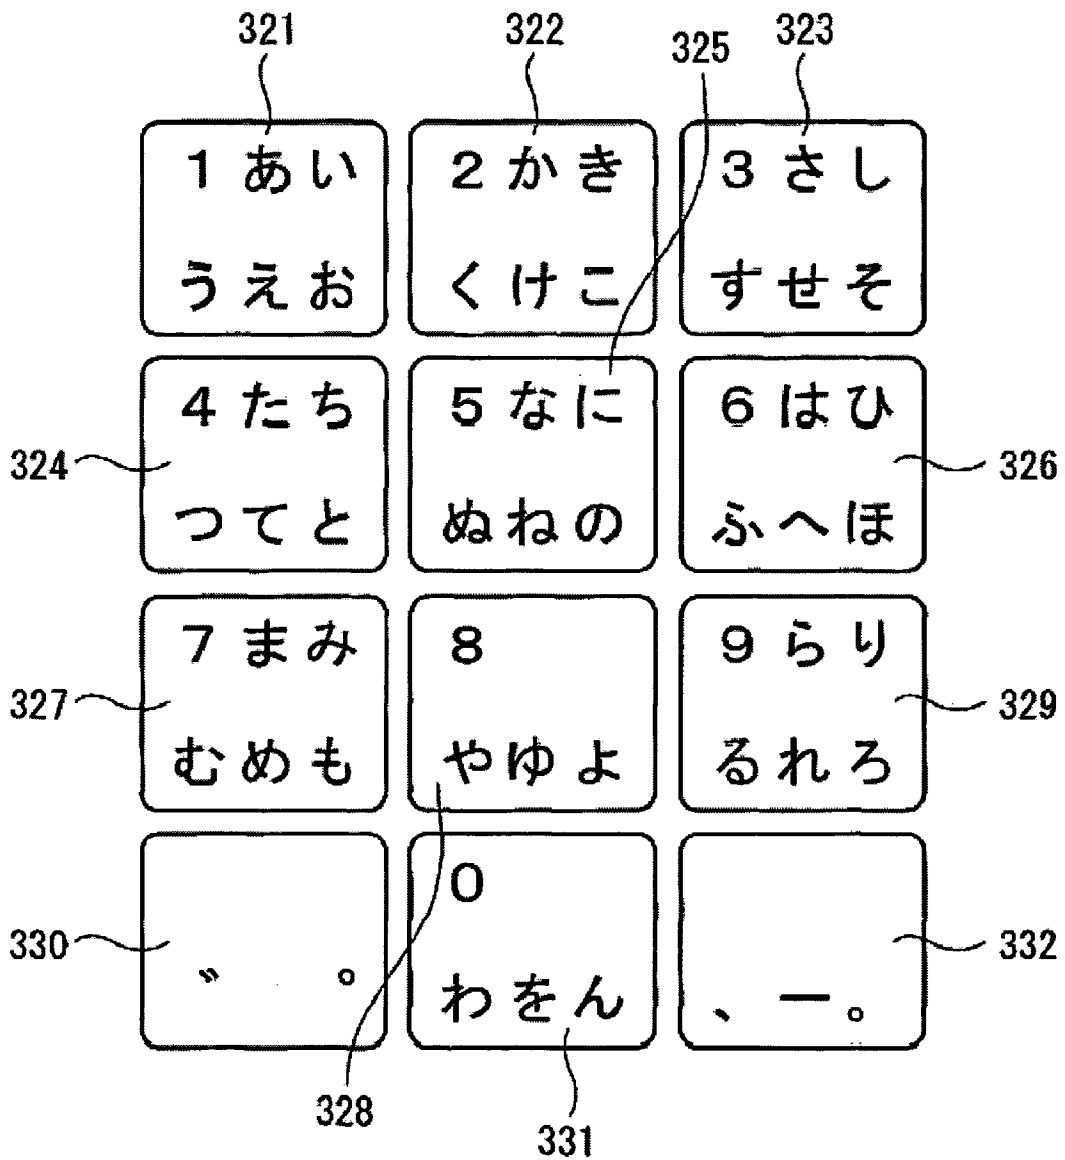 321 322 323
325
1 あ い
う え お
2 か き
く け こ
3 さ し
す せ そ
4 た ち
つ て と
5 な に
ぬ ね の
6 は ひ
ふ へ ほ
324
326
7 ま み
む め も
8
や ゆ よ
9 ら り
る れ ろ
327
329
゛ ゜
0
わ を ん
、 ー 。
330
332
328
331